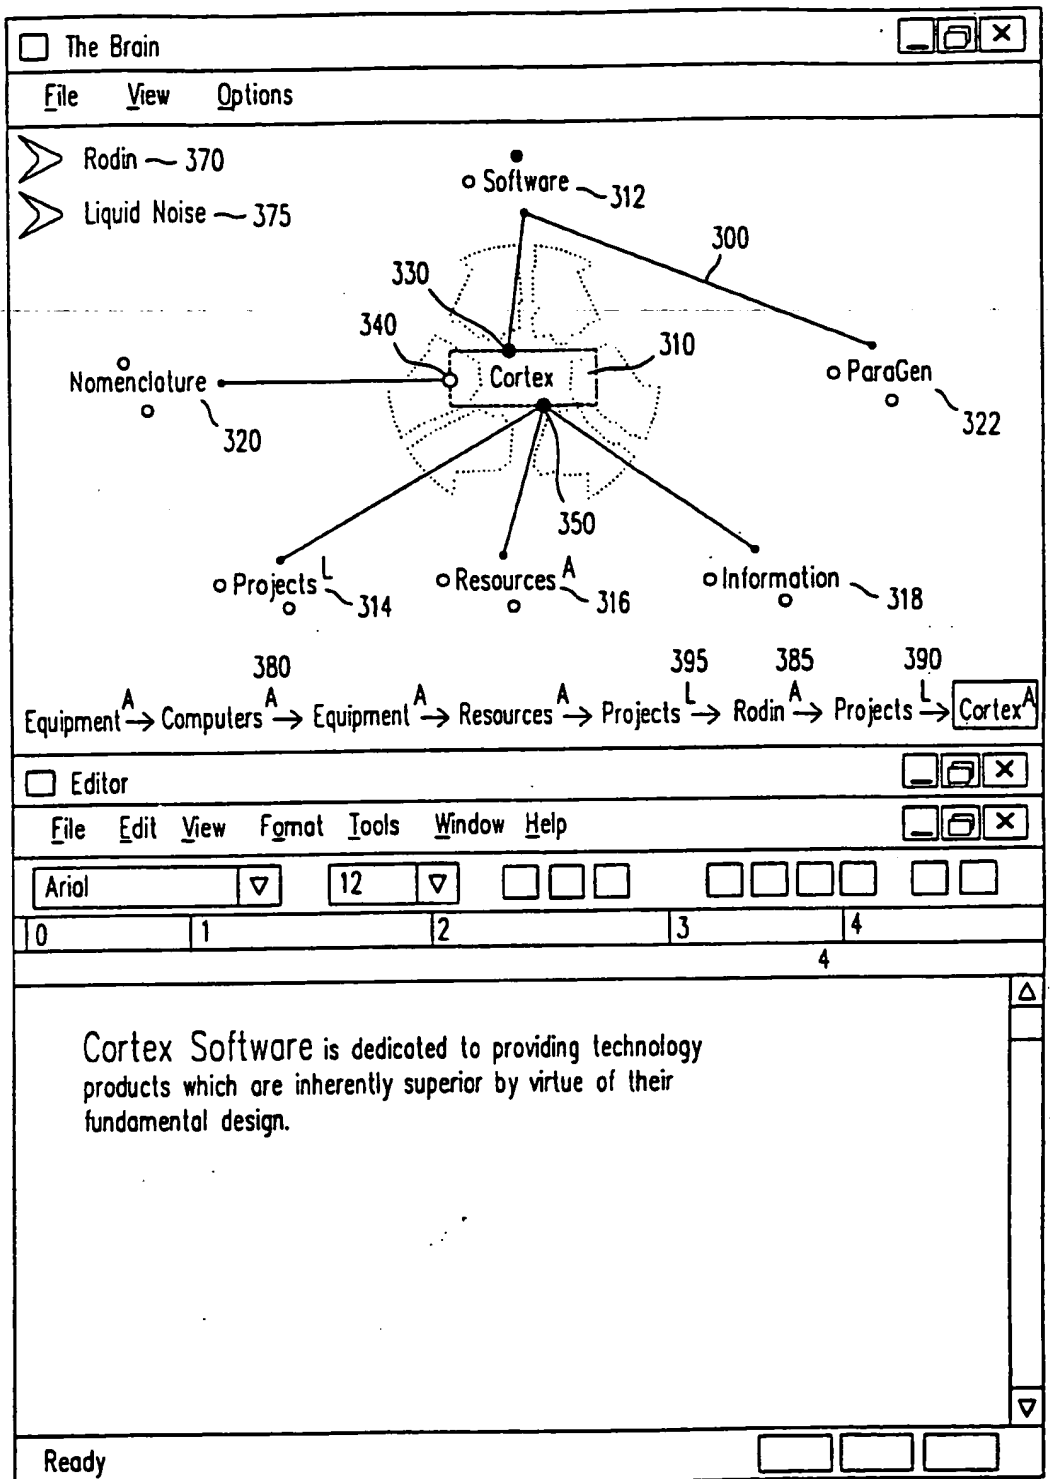 The Brain
File View Options
Rodin 370
Liquid Noise 375
Software 312
300
330
340
310
Cortex
Nomenclature
320
ParaGen
322
350
Projects L 314
Resources A 316
Information 318
380 395 385 390
Equipment A → Computers A → Equipment A → Resources A → Projects L → Rodin A → Projects L → Cortex A
Editor
File Edit View Fomat Tools Window Help
Arial 12
0 1 2 3 4
4
Cortex Software is dedicated to providing technology
products which are inherently superior by virtue of their
fundamental design.
Ready